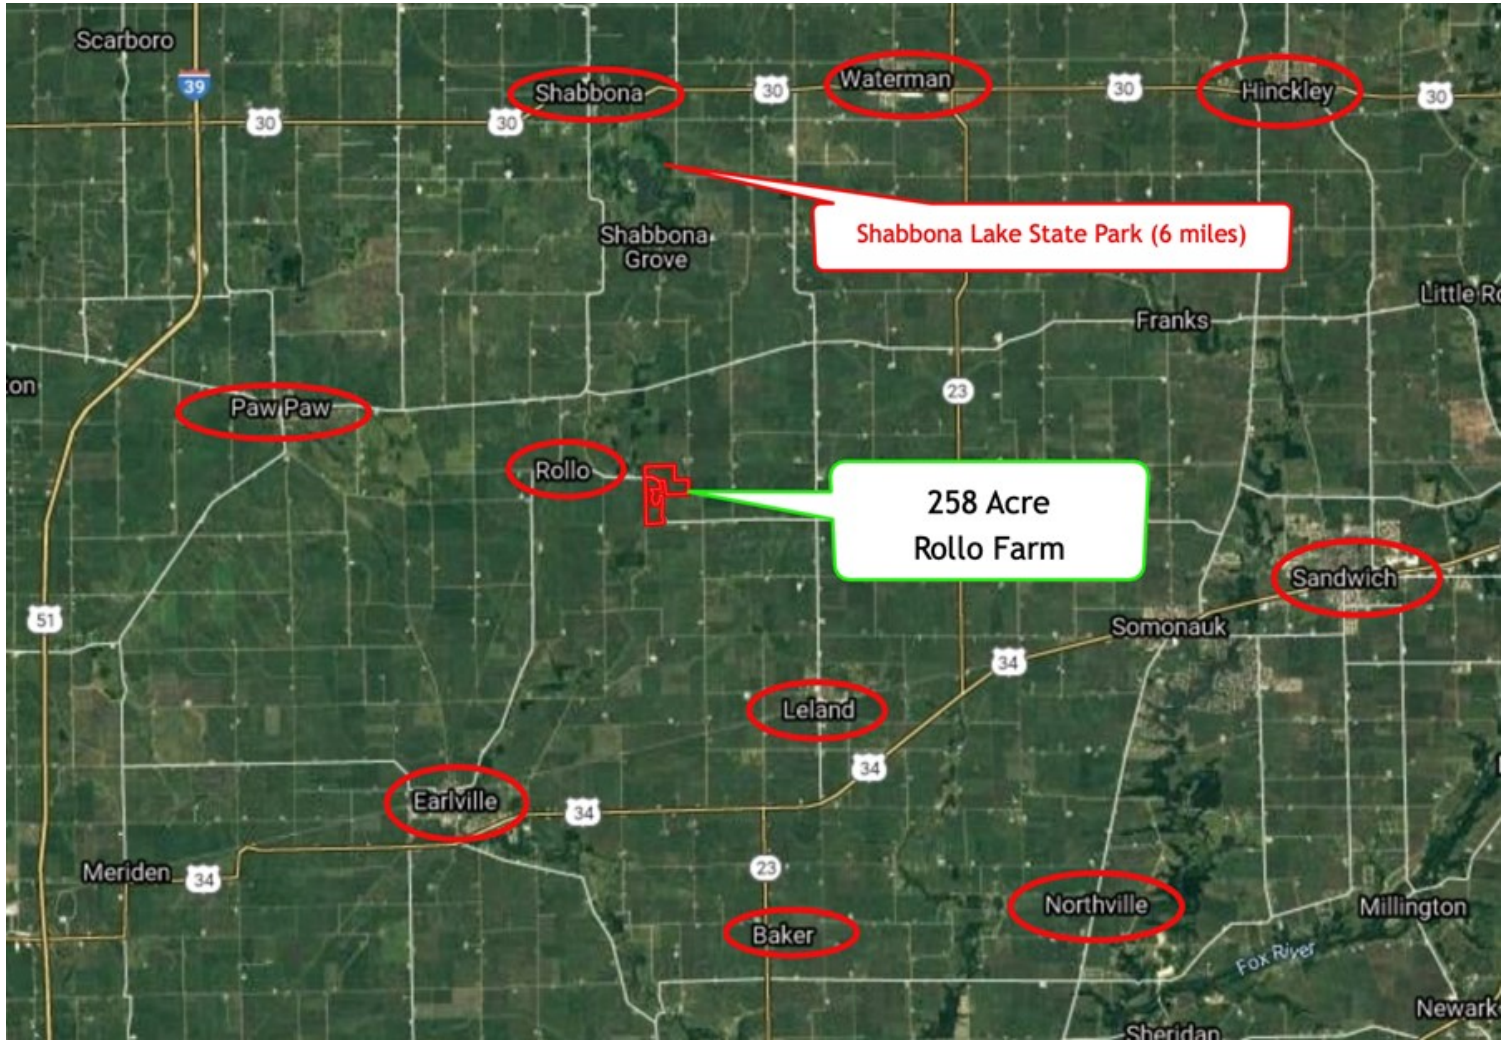 Scarboro
39
Shabbona
30
Waterman
30
Hinckley
30
30
30
Shabbona Lake State Park (6 miles)
Shabbona
Grove
Franks
23
Paw Paw
Rollo
258 Acre
Rollo Farm
Sandwich
51
Somonauk
34
Leland
34
Earlville
34
Meriden
34
23
Baker
Northville
Millington
Fox River
Newark
Sheridan